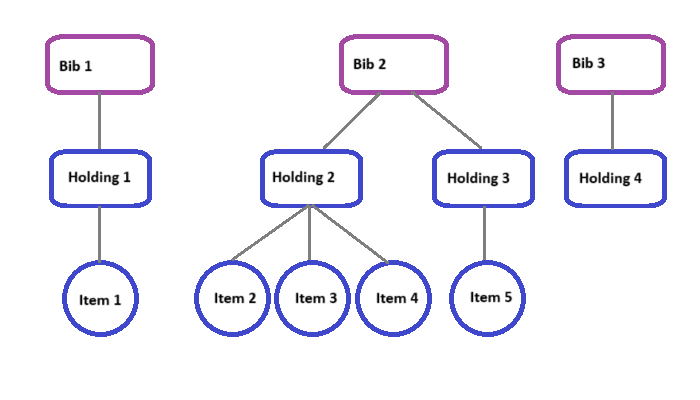 Bib 1
Bib 2
Bib 3
Holding 1
Holding 2
Holding 3
Holding 4
Item 1
Item 2
Item 3
Item 4
Item 5